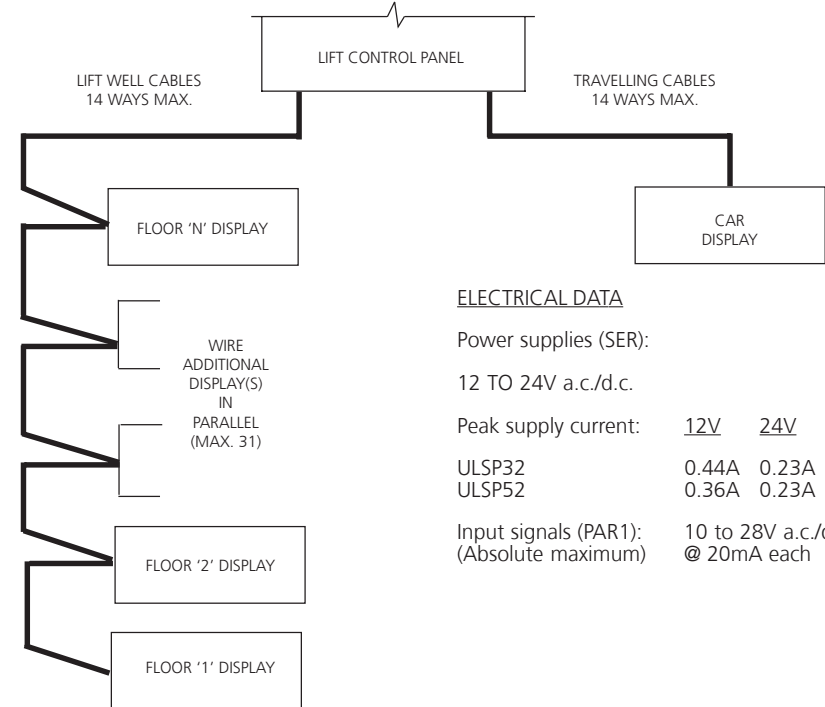 LIFT CONTROL PANEL
LIFT WELL CABLES
14 WAYS MAX.
TRAVELLING CABLES
14 WAYS MAX.
FLOOR 'N' DISPLAY
CAR
DISPLAY
WIRE
ADDITIONAL
DISPLAY(S)
IN
PARALLEL
(MAX. 31)
FLOOR '2' DISPLAY
FLOOR '1' DISPLAY
ELECTRICAL DATA
Power supplies (SER):
12 TO 24V a.c./d.c.
Peak supply current: 12V 24V
ULSP32 0.44A 0.23A
ULSP52 0.36A 0.23A
Input signals (PAR1): 10 to 28V a.c./
(Absolute maximum) @ 20mA each